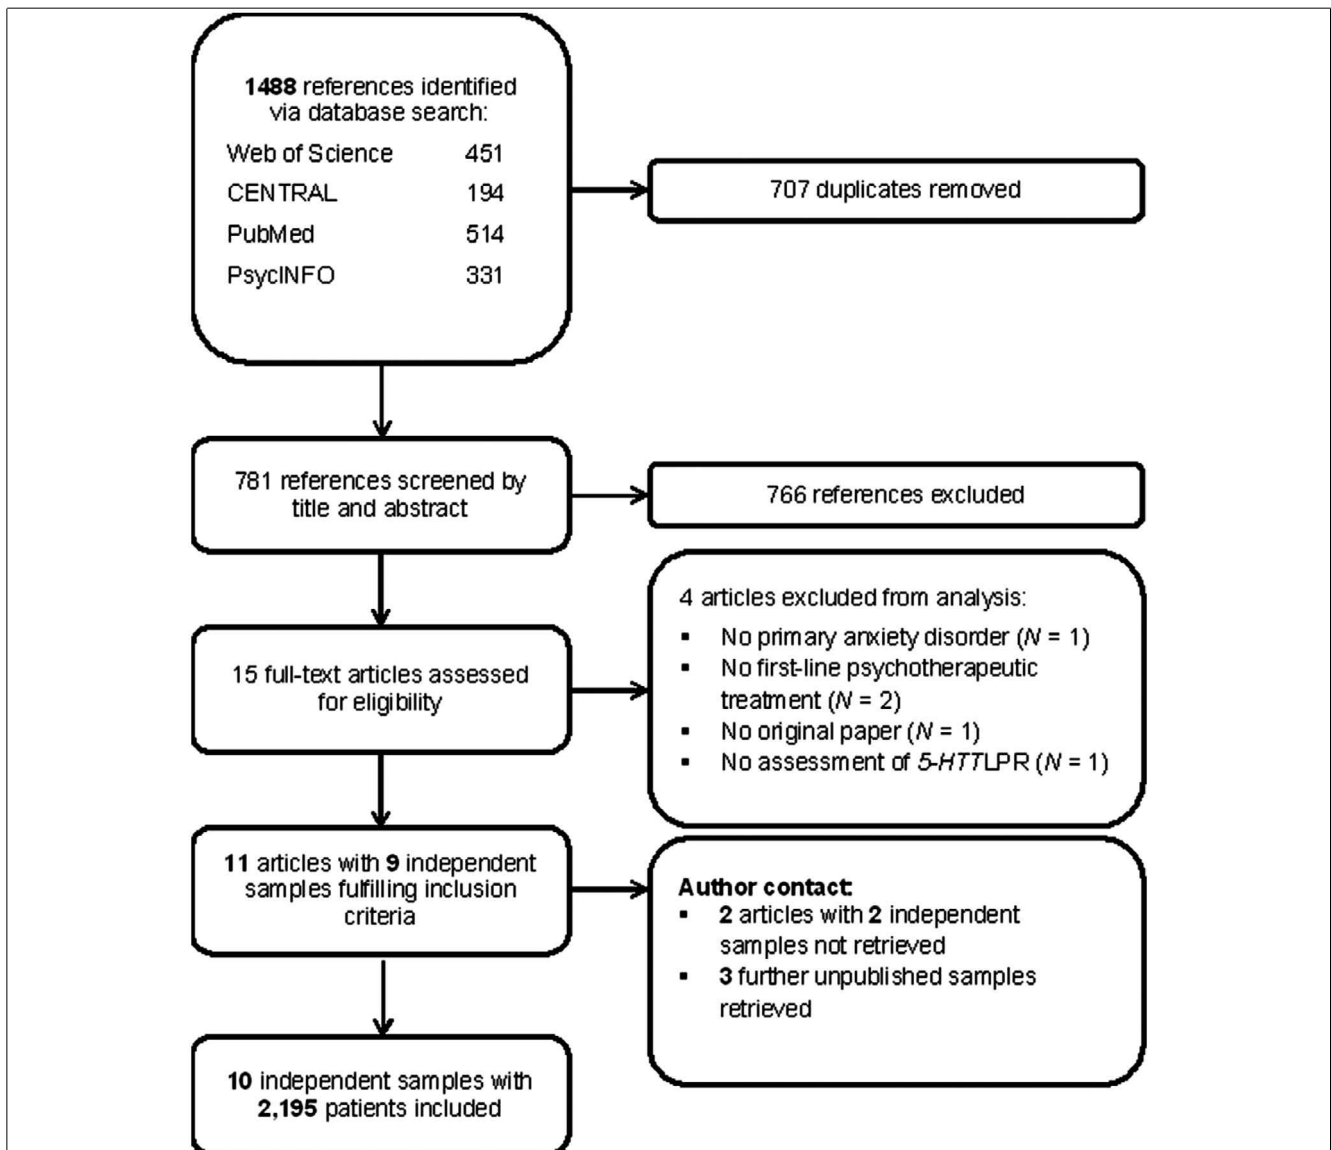 1488 references identified
via database search:
Web of Science 451
CENTRAL 194
PubMed 514
PsycINFO 331
707 duplicates removed
781 references screened by
title and abstract
766 references excluded
15 full-text articles assessed
for eligibility
4 articles excluded from analysis:
▪ No primary anxiety disorder (N = 1)
▪ No first-line psychotherapeutic
treatment (N = 2)
▪ No original paper (N = 1)
▪ No assessment of 5-HTTLPR (N = 1)
11 articles with 9 independent
samples fulfilling inclusion
criteria
Author contact:
▪ 2 articles with 2 independent
samples not retrieved
▪ 3 further unpublished samples
retrieved
10 independent samples with
2,195 patients included